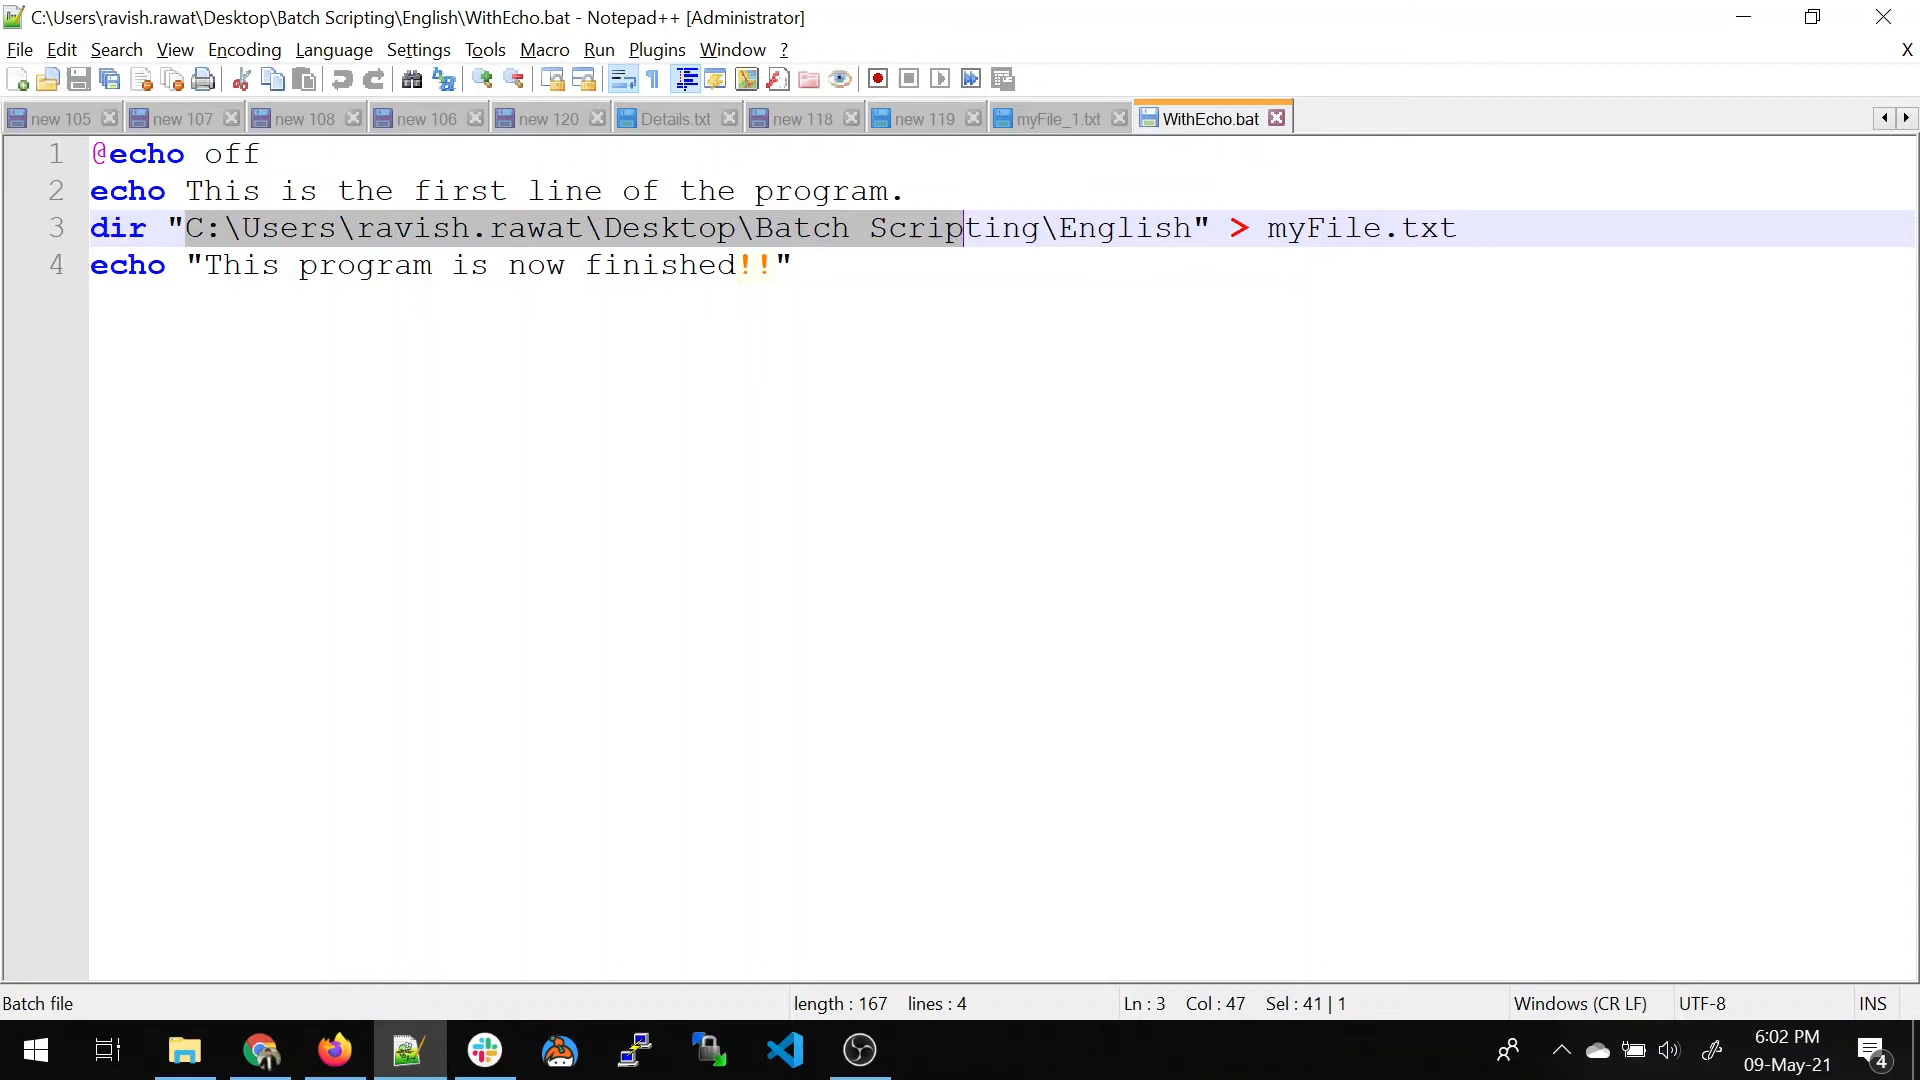 C:\Users\ravish.rawat\Desktop\Batch Scripting\English\WithEcho.bat - Notepad++ [Administrator]
File Edit Search View Encoding Language Settings Tools Macro Run Plugins Window ? X
new 105 new 107 new 108 new 106 new 120 Details.txt new 118 new 119 myFile_1.txt WithEcho.bat
1 @echo off
2 echo This is the first line of the program.
3 dir "C:\Users\ravish.rawat\Desktop\Batch Scripting\English" > myFile.txt
4 echo "This program is now finished!!"
Batch file length : 167 lines : 4 Ln : 3 Col : 47 Sel : 41 | 1 Windows (CR LF) UTF-8 INS
6:02 PM
09-May-21
4